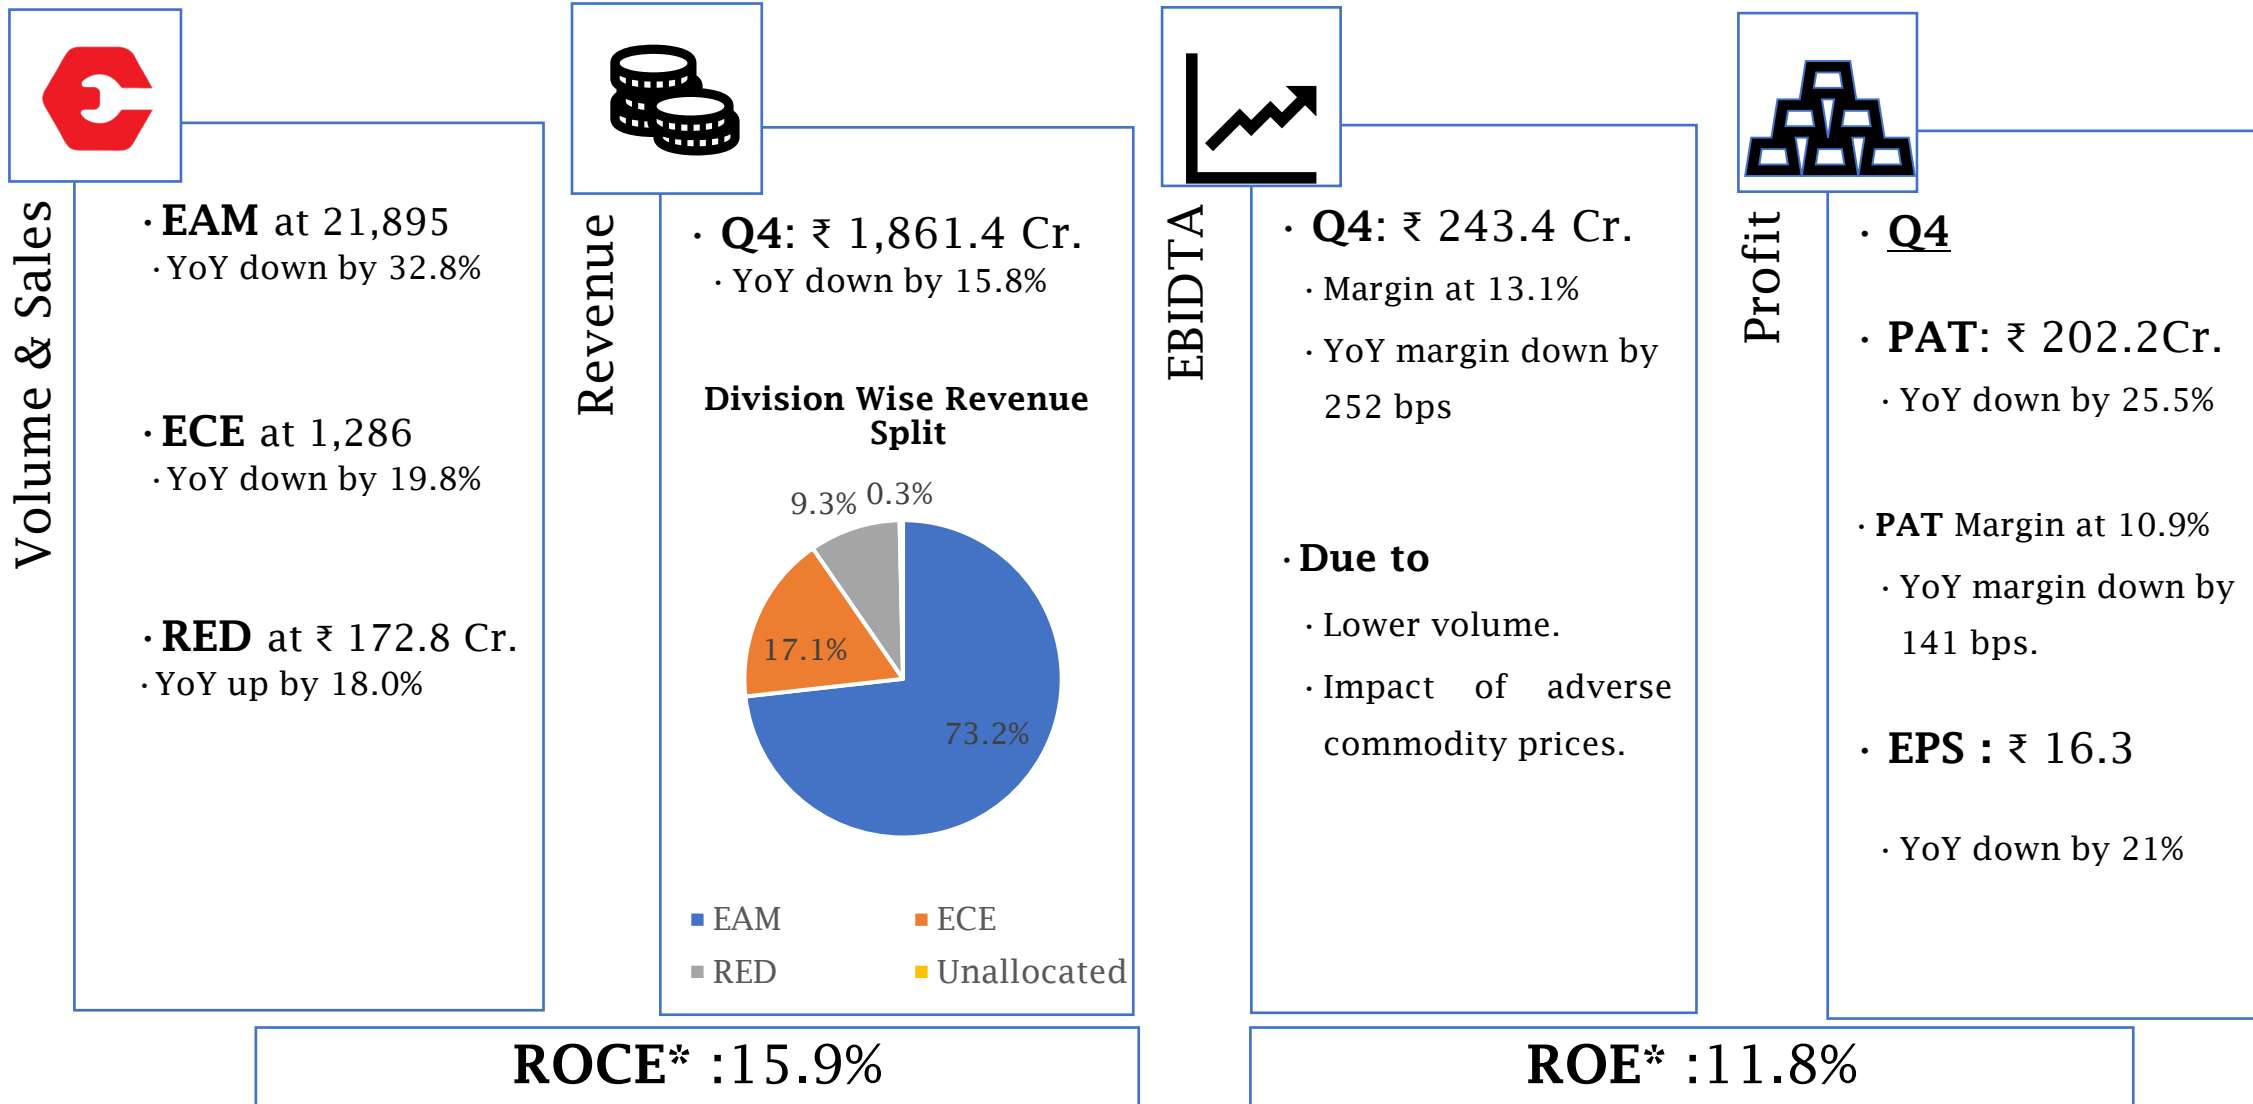 Volume & Sales
· EAM at 21,895
· YoY down by 32.8%
· ECE at 1,286
· YoY down by 19.8%
· RED at ₹ 172.8 Cr.
· YoY up by 18.0%
Revenue
· Q4: ₹ 1,861.4 Cr.
· YoY down by 15.8%
Division Wise Revenue
Split
9.3%
0.3%
17.1%
73.2%
EAM
ECE
RED
Unallocated
EBIDTA
· Q4: ₹ 243.4 Cr.
· Margin at 13.1%
· YoY margin down by
252 bps
· Due to
· Lower volume.
· Impact of adverse
commodity prices.
Profit
· Q4
· PAT: ₹ 202.2Cr.
· YoY down by 25.5%
· PAT Margin at 10.9%
· YoY margin down by
141 bps.
· EPS : ₹ 16.3
· YoY down by 21%
ROCE* :15.9%
ROE* :11.8%